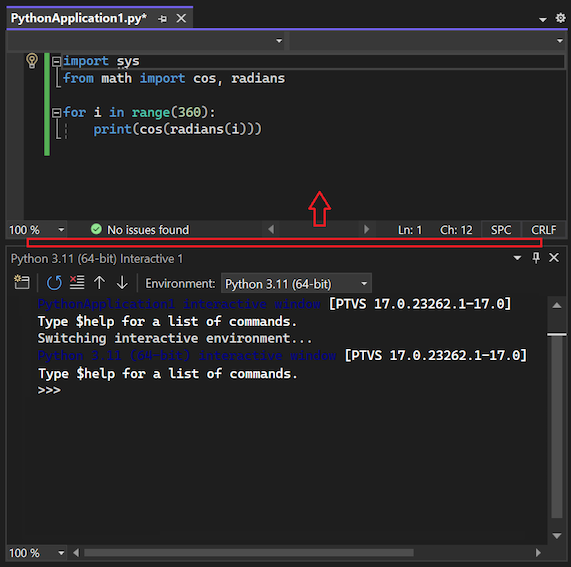 PythonApplication1.py*
import sys
from math import cos, radians
for i in range(360):
print(cos(radians(i)))
100 % No issues found Ln: 1 Ch: 12 SPC CRLF
Python 3.11 (64-bit) Interactive 1
Environment: Python 3.11 (64-bit)
PythonApplication1 interactive window [PTVS 17.0.23262.1-17.0]
Type $help for a list of commands.
Switching interactive environment...
Python 3.11 (64-bit) interactive window [PTVS 17.0.23262.1-17.0]
Type $help for a list of commands.
>>>
100 %